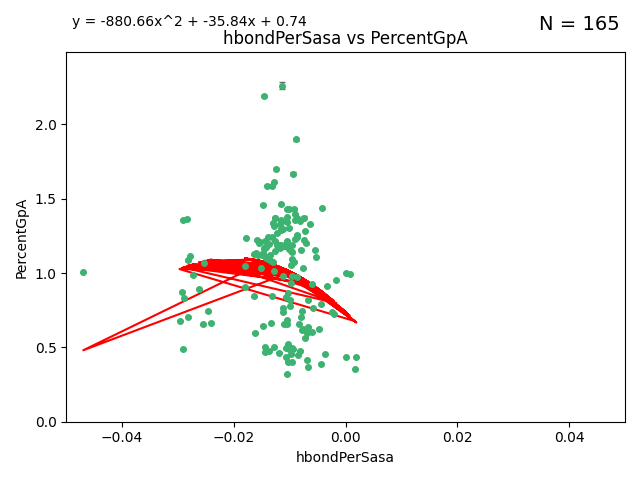 y = -880.66x^2 + -35.84x + 0.74
N = 165
hbondPerSasa vs PercentGpA
PercentGpA
2.0
1.5
1.0
0.5
0.0
−0.04 −0.02 0.00 0.02 0.04
hbondPerSasa